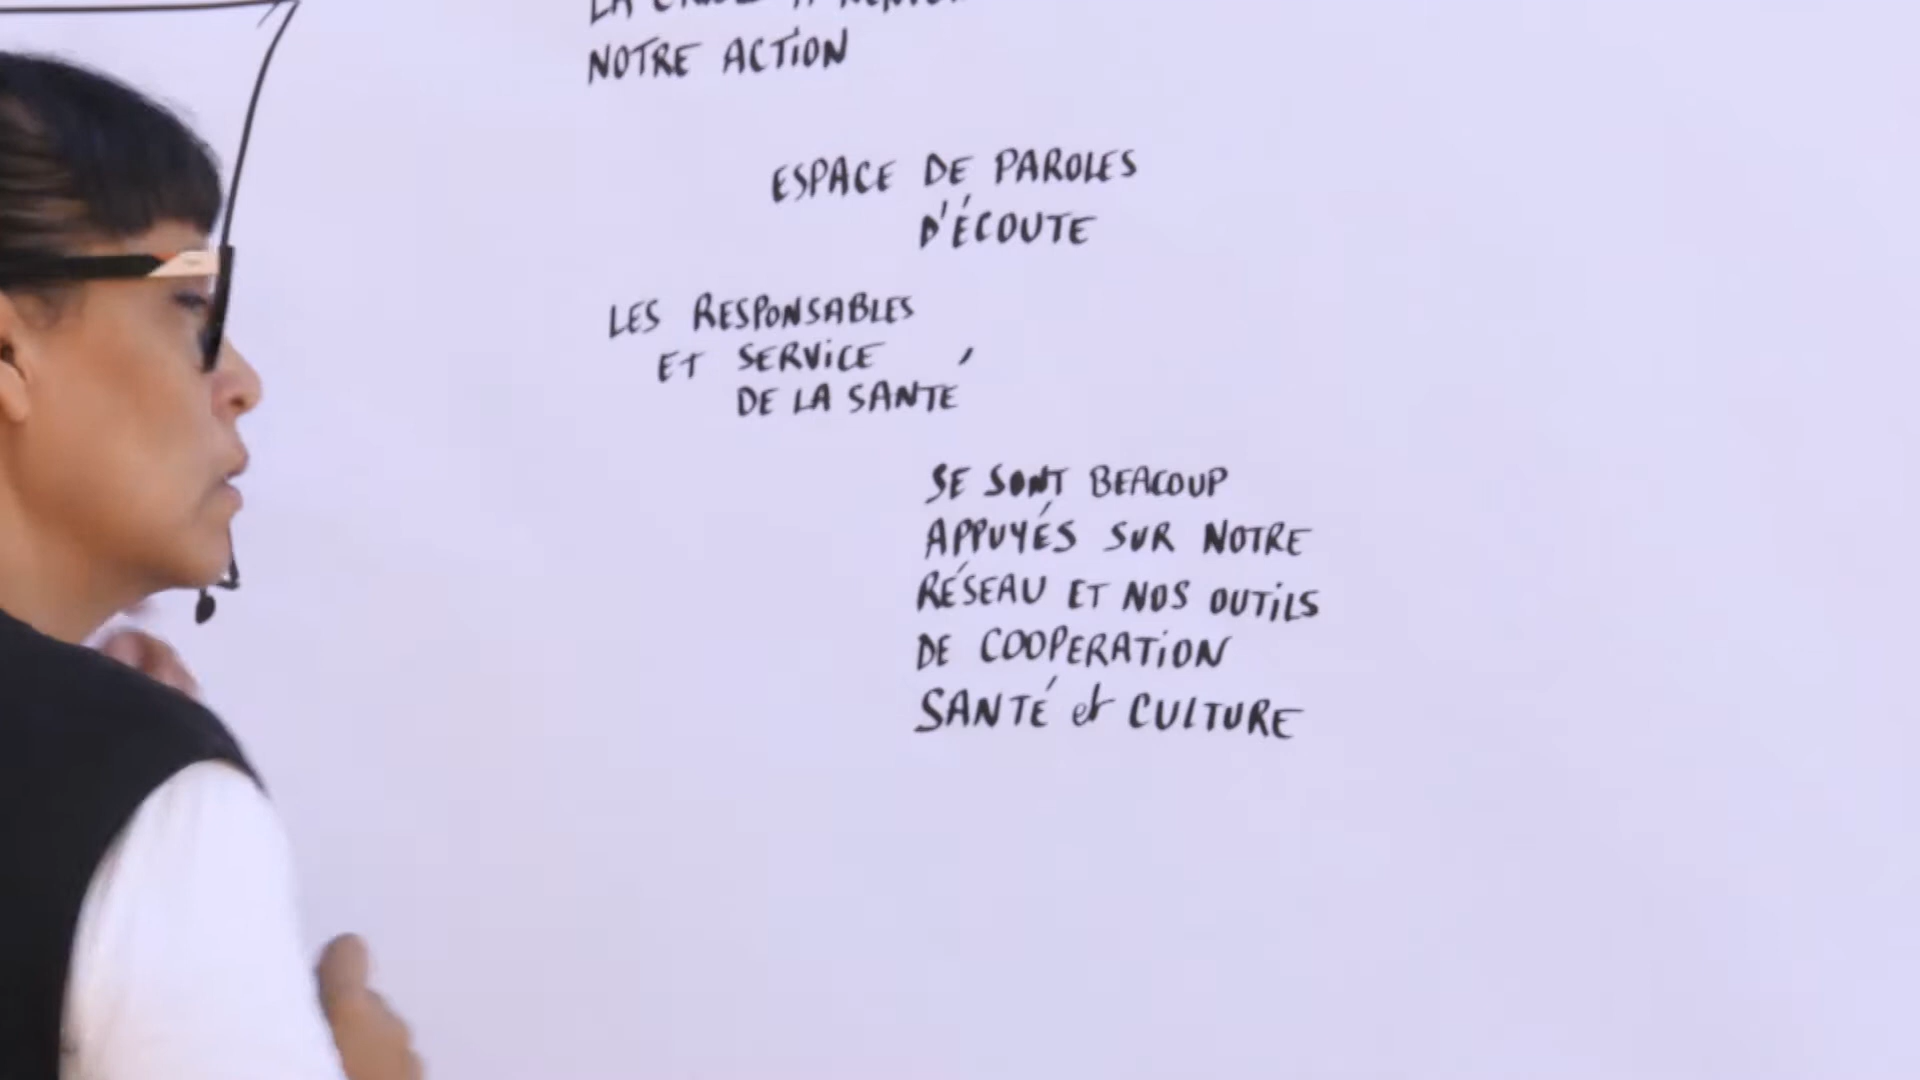 NOTRE ACTION
ESPACE DE PAROLES
D'ÉCOUTE
LES RESPONSABLES
ET SERVICE
DE LA SANTÉ
SE SONT BEACOUP
APPUYÉS SUR NOTRE
RÉSEAU ET NOS OUTILS
DE COOPERATION
SANTÉ et CULTURE